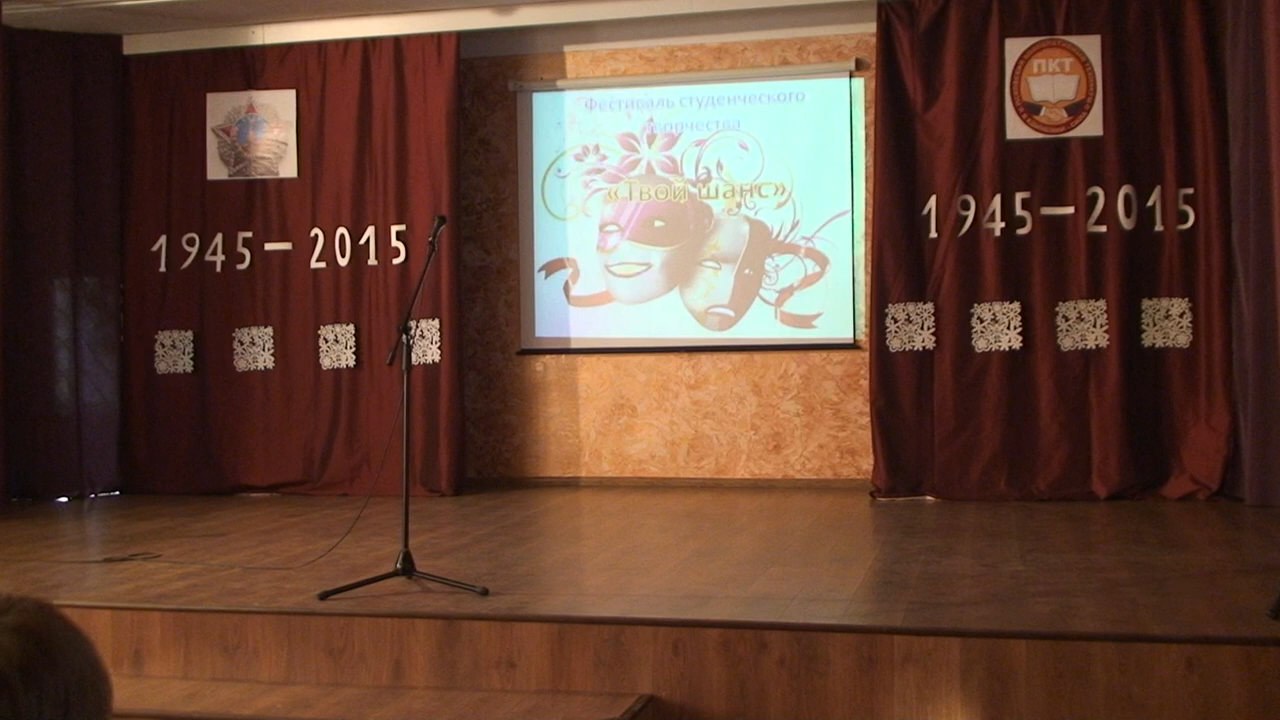 1945–2015
Фестиваль студенческого
творчества
«Твой шанс»
ПКТ
1945–2015